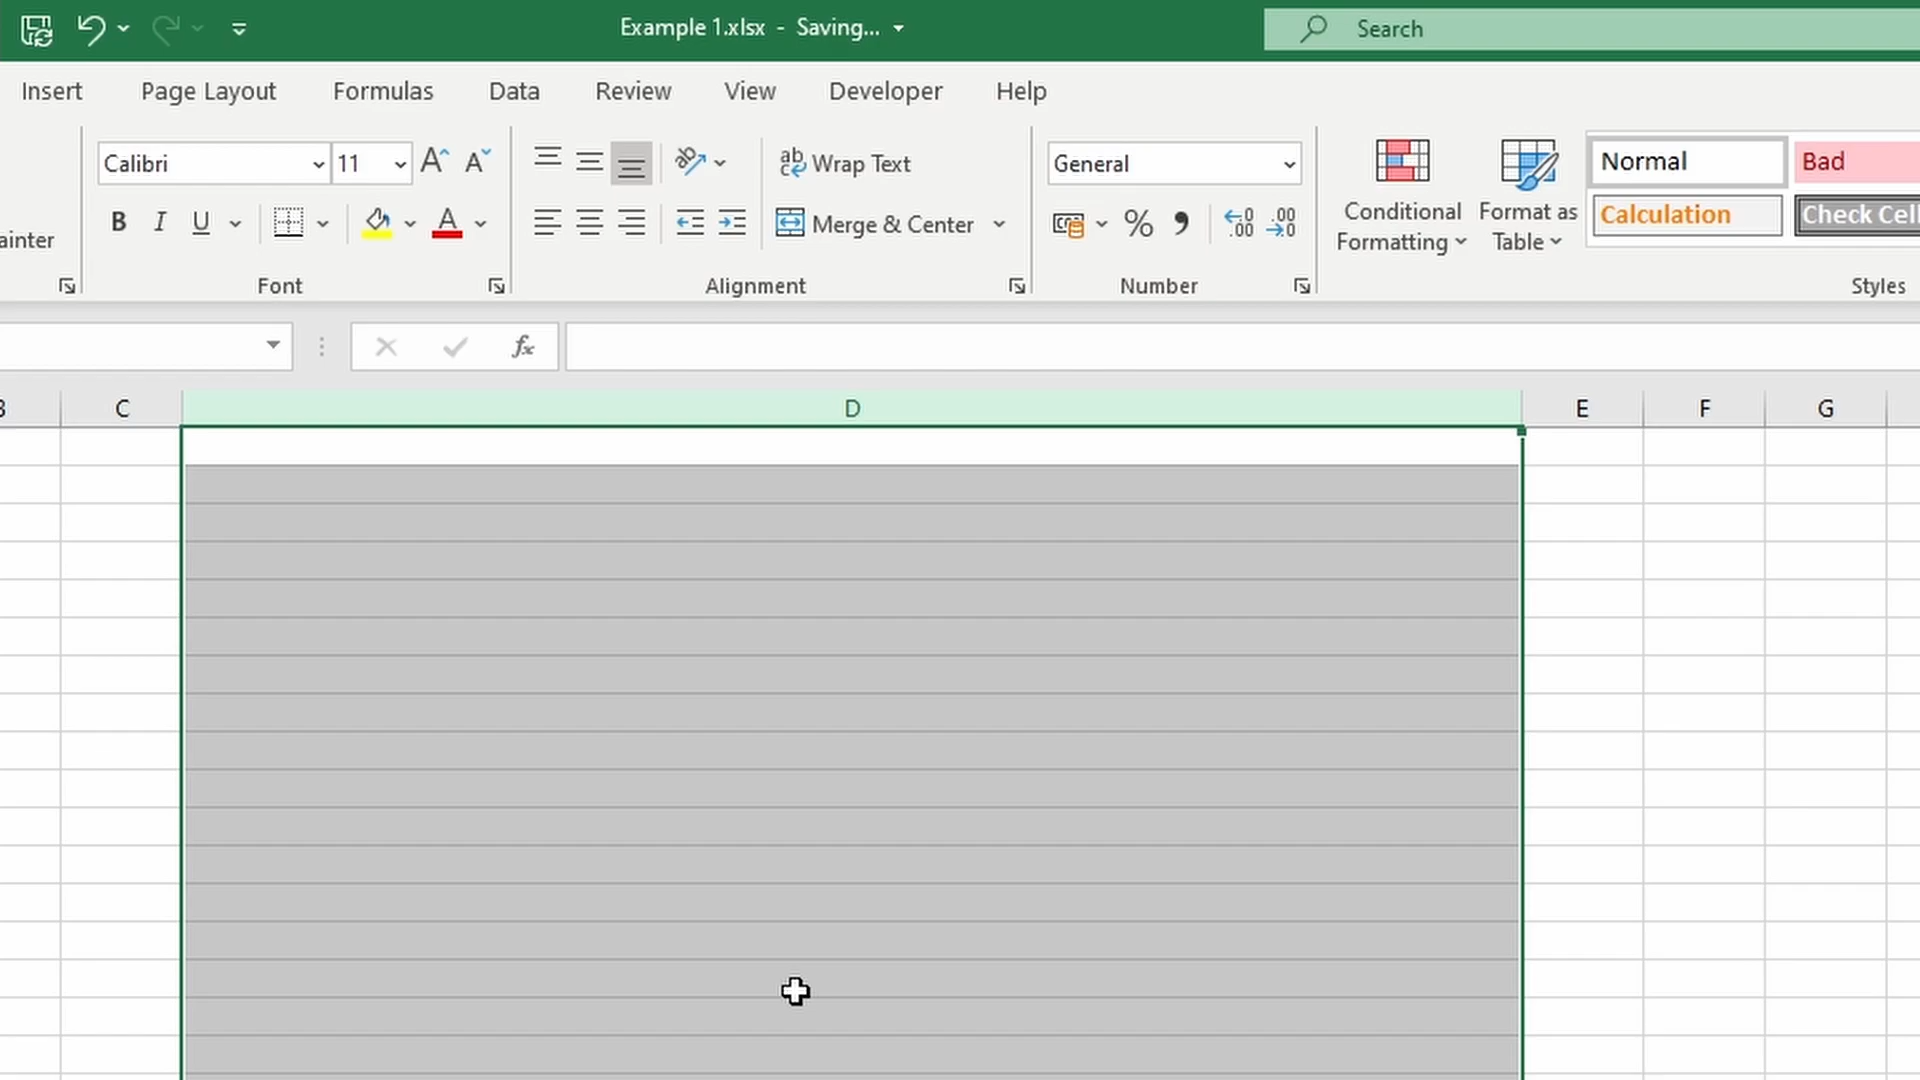 Example 1.xlsx - Saving...
Search
Insert Page Layout Formulas Data Review View Developer Help
Calibri 11 Wrap Text General Normal Bad
ainter B I U Merge & Center % Conditional Formatting Format as Table Calculation Check Cell
Font Alignment Number Styles
fx
B C D E F G